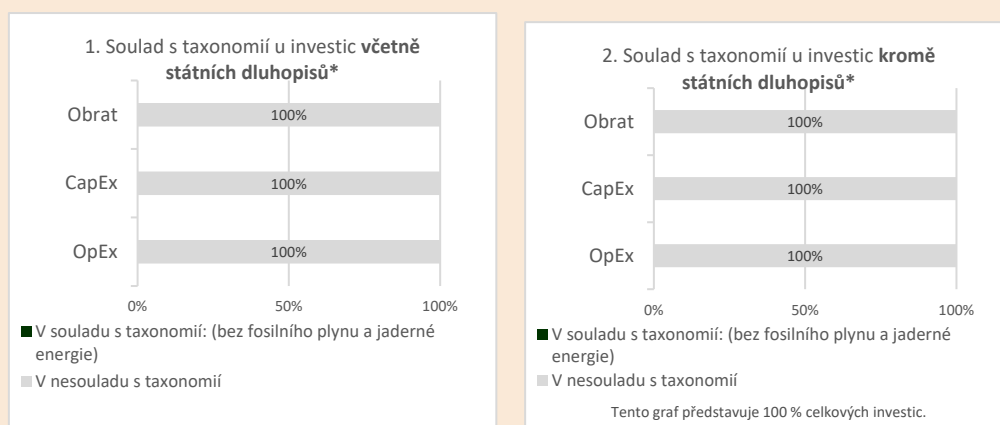 1. Soulad s taxonomií u investic včetně
státních dluhopisů*
Obrat
100%
CapEx
100%
OpEx
100%
0% 50% 100%
V souladu s taxonomií: (bez fosilního plynu a jaderné
energie)
V nesouladu s taxonomií
2. Soulad s taxonomií u investic kromě
státních dluhopisů*
Obrat
100%
CapEx
100%
OpEx
100%
0% 50% 100%
V souladu s taxonomií: (bez fosilního plynu a jaderné
energie)
V nesouladu s taxonomií
Tento graf představuje 100 % celkových investic.